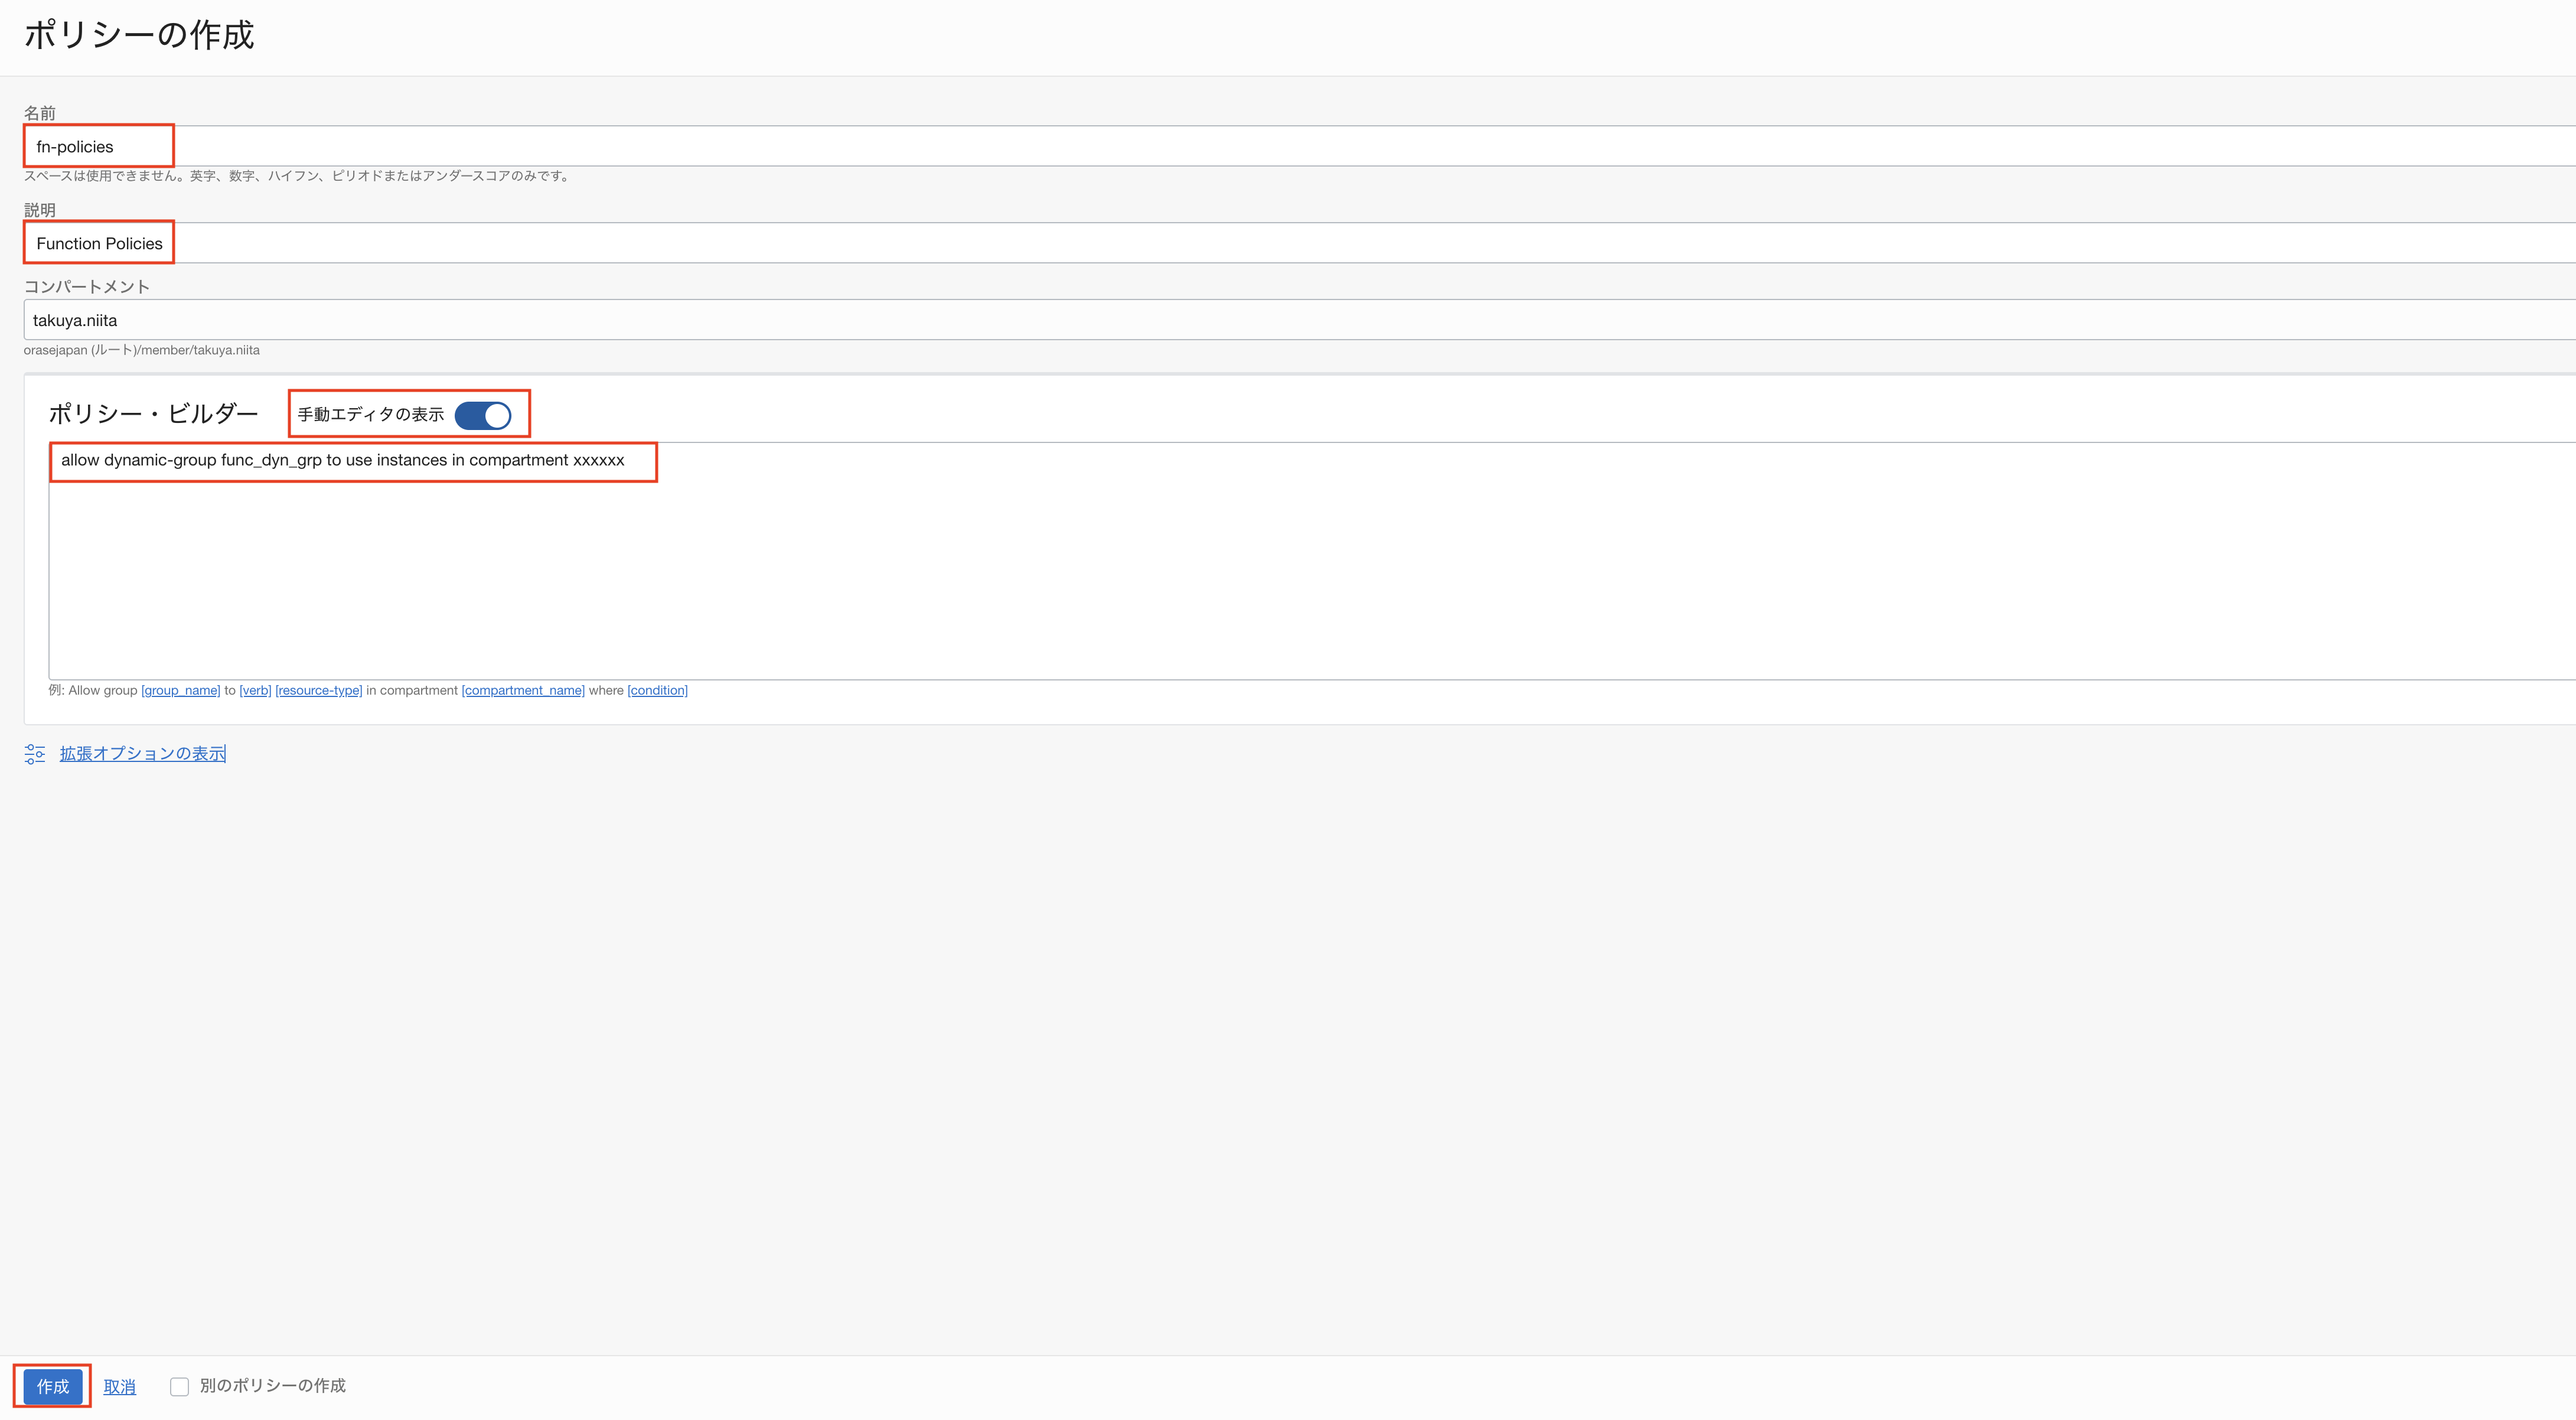 ポリシーの作成
名前
fn-policies
スペースは使用できません。英字、数字、ハイフン、ピリオドまたはアンダースコアのみです。
説明
Function Policies
コンパートメント
takuya.niita
orasejapan (ルート)/member/takuya.niita
ポリシー・ビルダー 手動エディタの表示
allow dynamic-group func_dyn_grp to use instances in compartment xxxxxx
例: Allow group [group_name] to [verb] [resource-type] in compartment [compartment_name] where [condition]
拡張オプションの表示
作成 取消 別のポリシーの作成